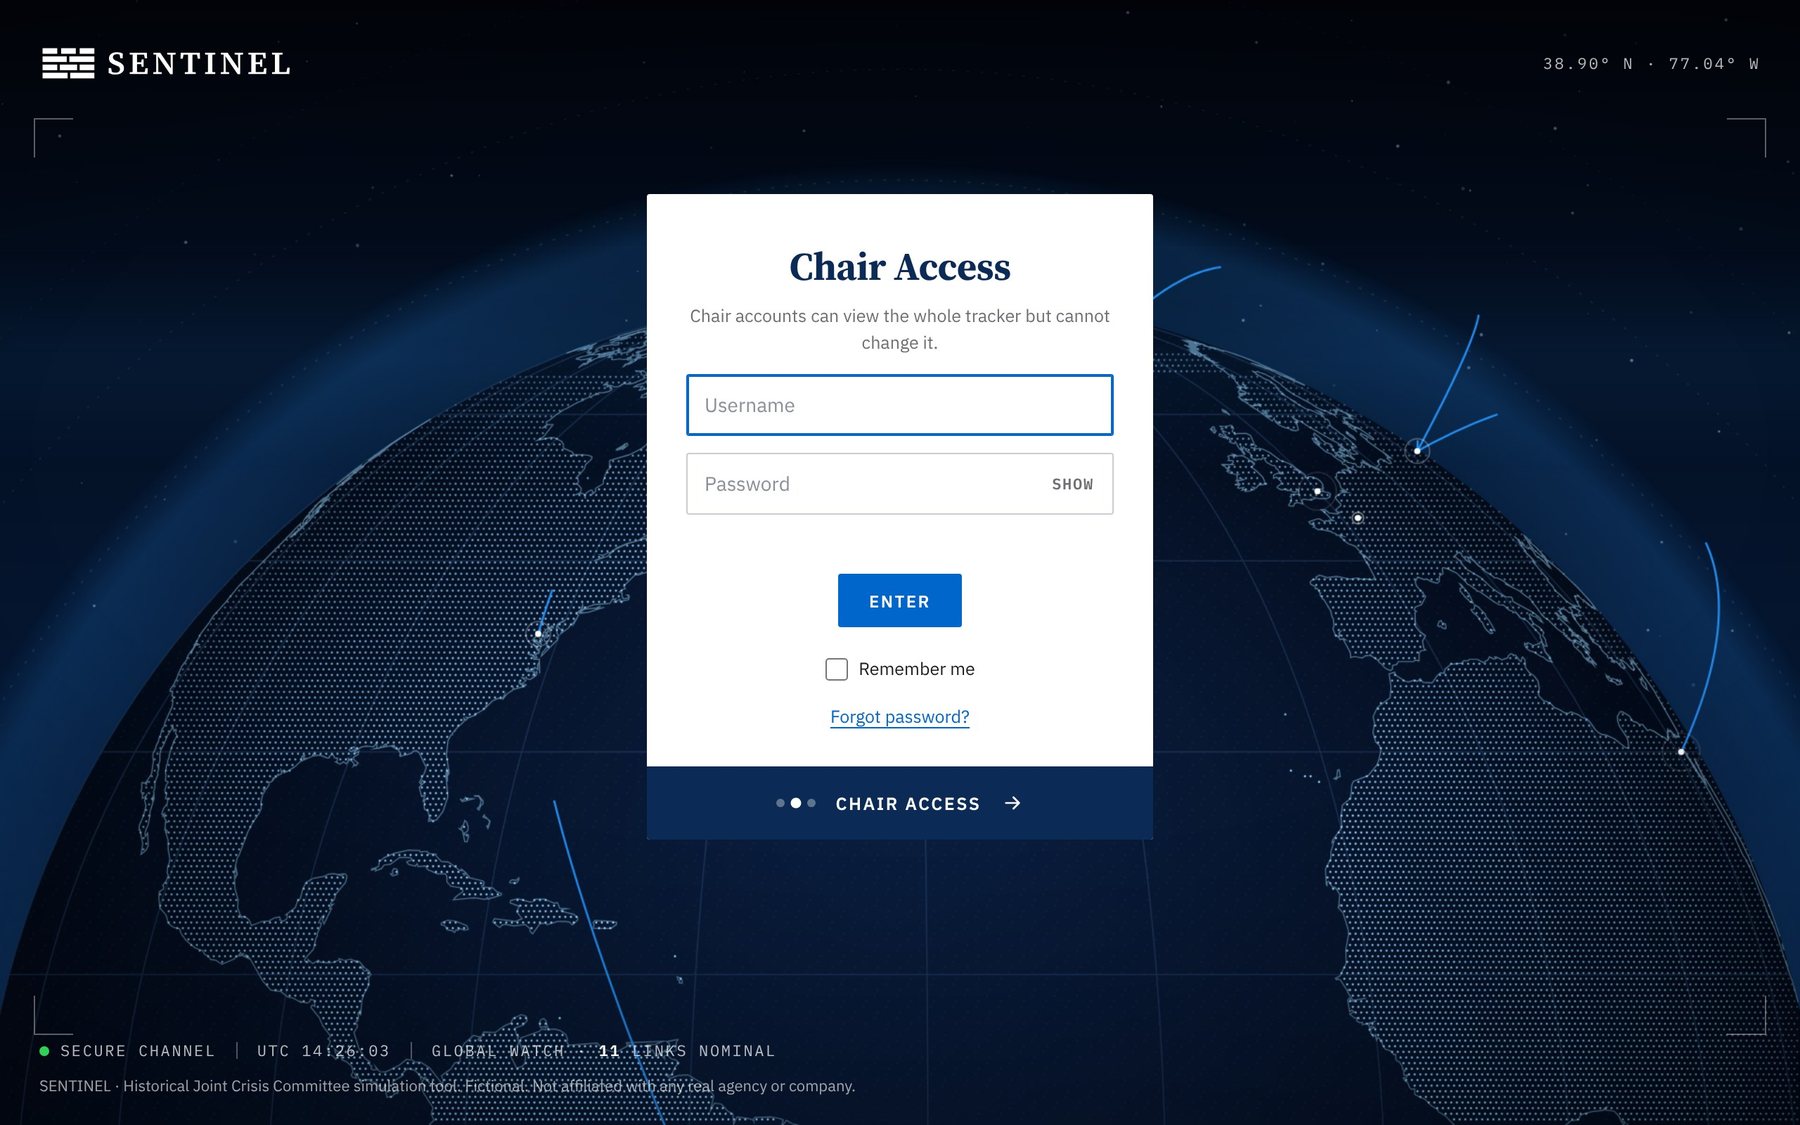 SENTINEL
38.90° N · 77.04° W
Chair Access
Chair accounts can view the whole tracker but cannot
change it.
Username
Password
SHOW
ENTER
Remember me
Forgot password?
CHAIR ACCESS →
SECURE CHANNEL | UTC 14:26:03 | GLOBAL WATCH · 11 LINKS NOMINAL
SENTINEL · Historical Joint Crisis Committee simulation tool. Fictional. Not affiliated with any real agency or company.